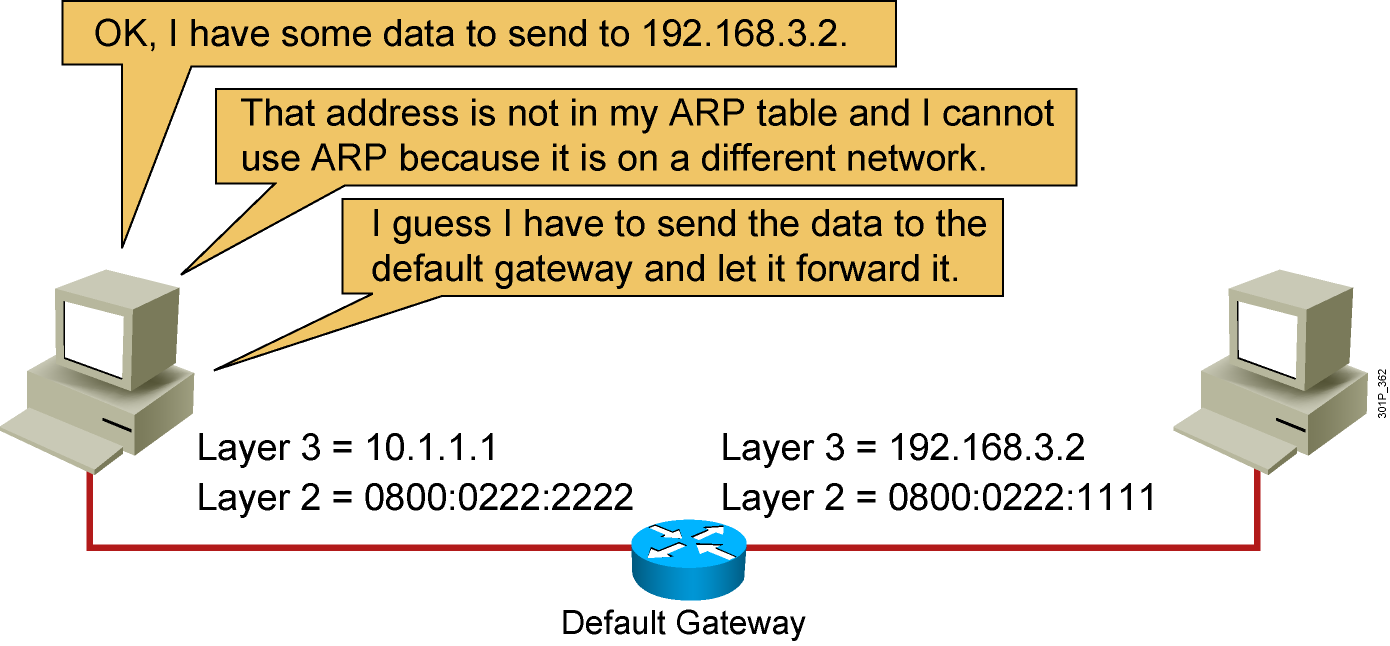 OK, I have some data to send to 192.168.3.2.
That address is not in my ARP table and I cannot
use ARP because it is on a different network.
I guess I have to send the data to the
default gateway and let it forward it.
Layer 3 = 10.1.1.1
Layer 2 = 0800:0222:2222
Layer 3 = 192.168.3.2
Layer 2 = 0800:0222:1111
Default Gateway
301P_362